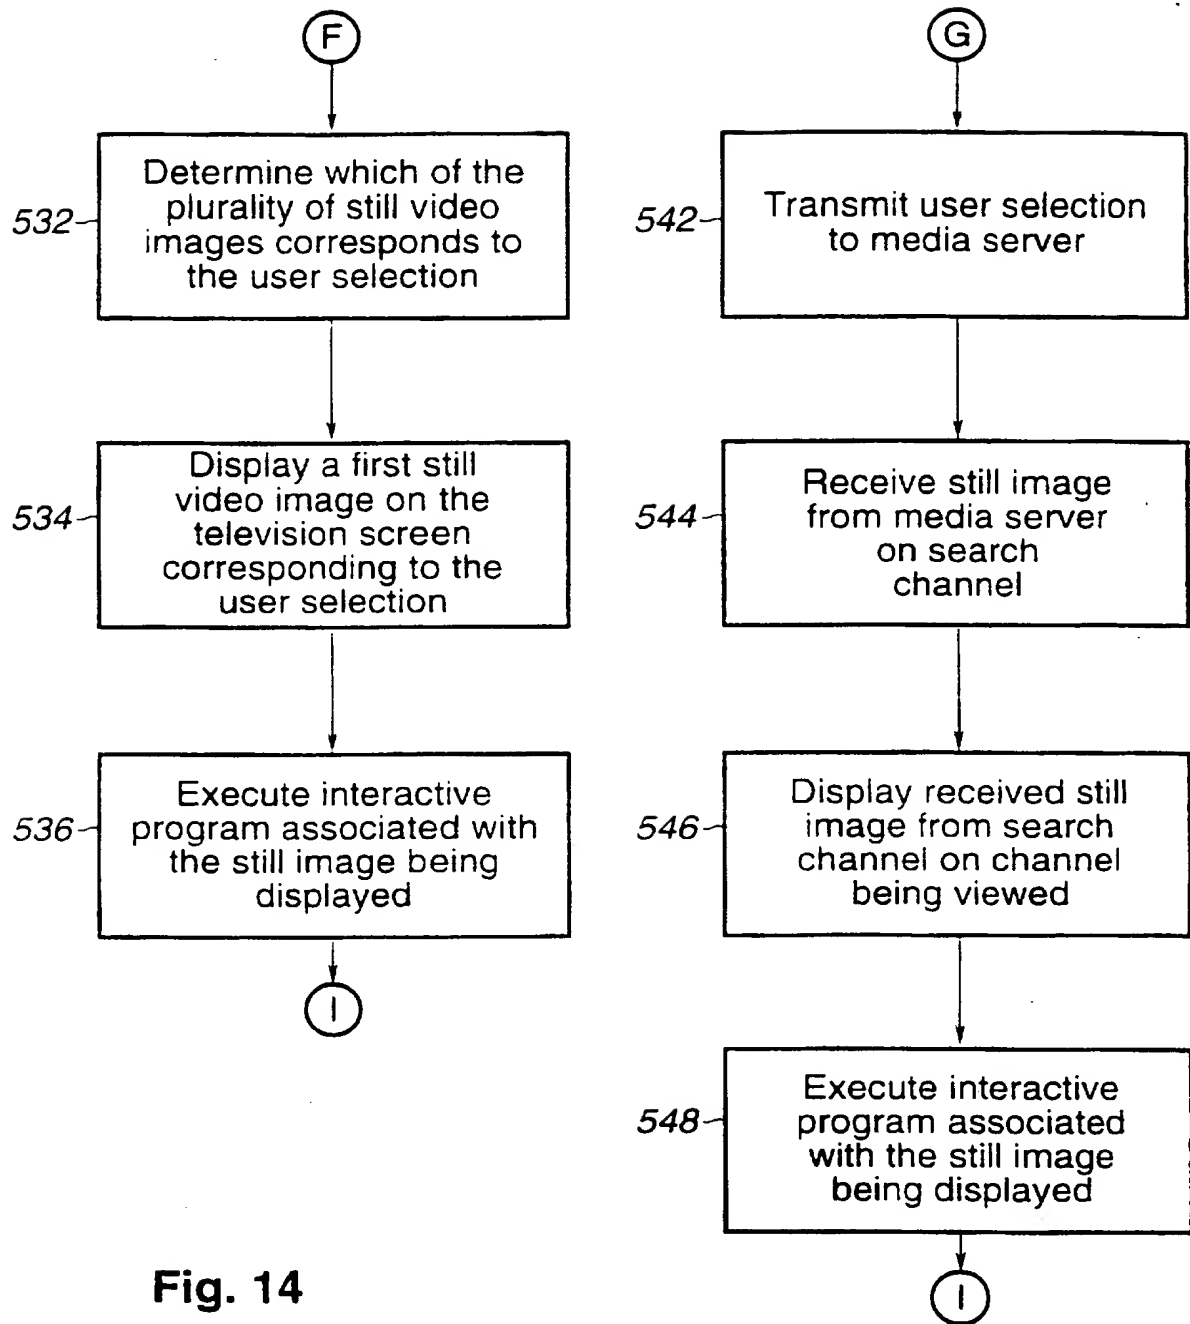 F
532
Determine which of the
plurality of still video
images corresponds to
the user selection
534
Display a first still
video image on the
television screen
corresponding to the
user selection
536
Execute interactive
program associated with
the still image being
displayed
I
G
542
Transmit user selection
to media server
544
Receive still image
from media server
on search
channel
546
Display received still
image from search
channel on channel
being viewed
548
Execute interactive
program associated
with the still image
being displayed
I
Fig. 14